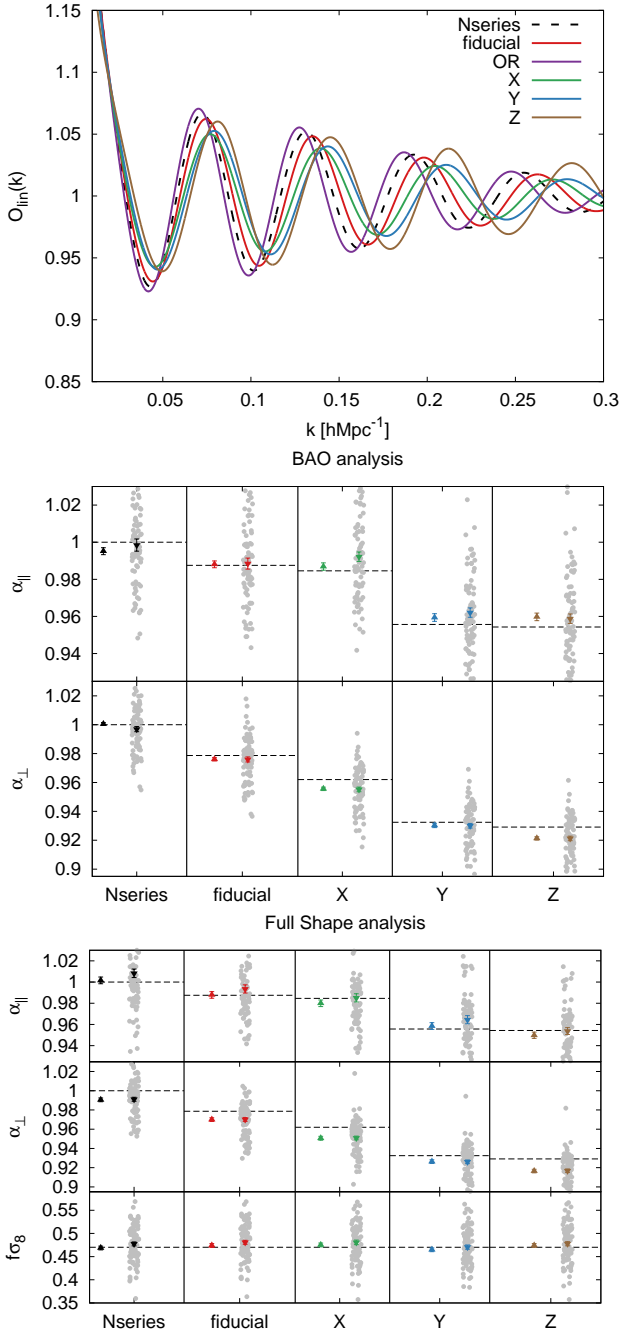 1.15
1.1
1.05
1
0.95
0.9
0.85
O_lin(k)
Nseries
fiducial
OR
X
Y
Z
0.05
0.1
0.15
0.2
0.25
0.3
k [hMpc⁻¹]
BAO analysis
1.02
1
0.98
0.96
0.94
α∥
1.02
1
0.98
0.96
0.94
0.92
0.9
α⊥
Nseries fiducial X Y Z
Full Shape analysis
1.02
1
0.98
0.96
0.94
α∥
1.02
1
0.98
0.96
0.94
0.92
0.9
α⊥
0.55
0.5
0.45
0.4
0.35
fσ₈
Nseries fiducial X Y Z